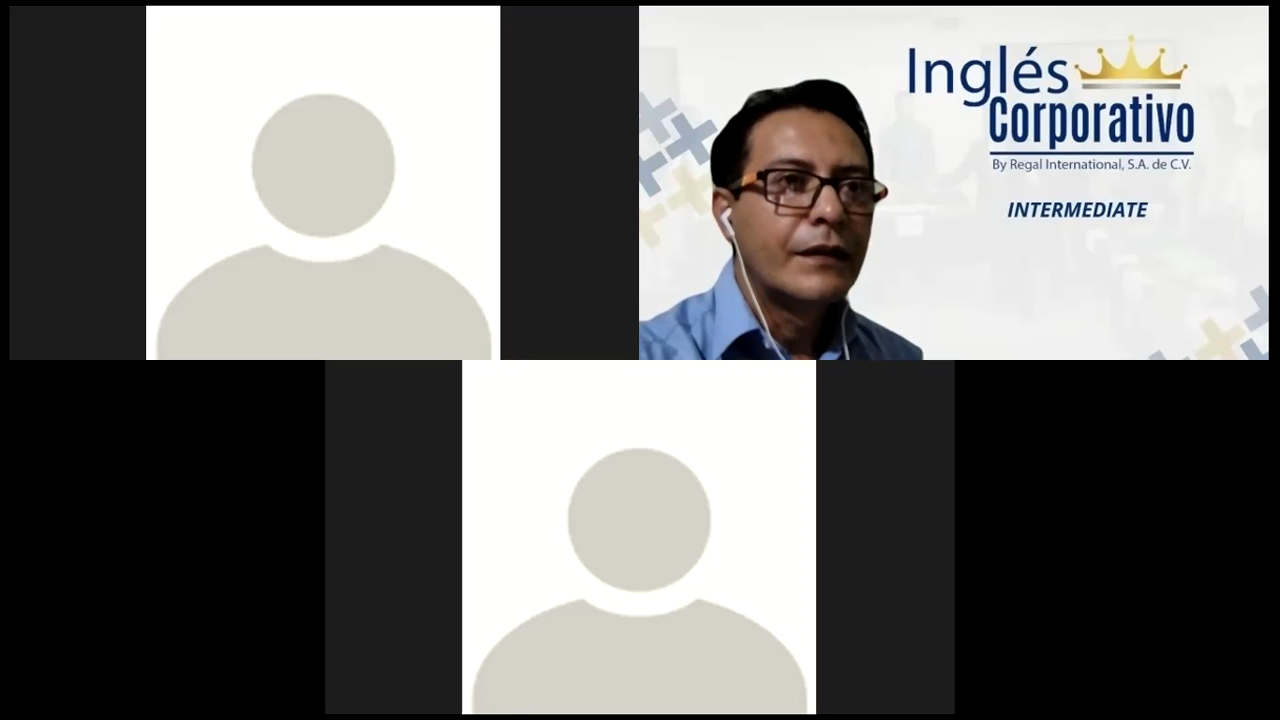 Inglés
Corporativo
By Regal International, S.A. de C.V.
INTERMEDIATE